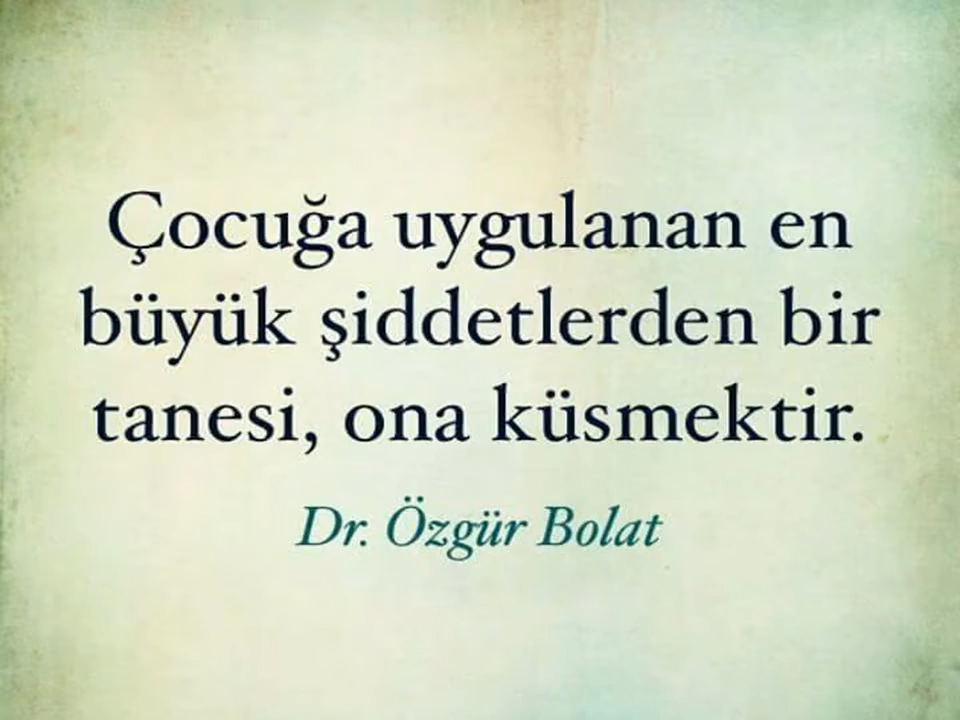 Çocuğa uygulanan en
büyük şiddetlerden bir
tanesi, ona küsmektir.
Dr. Özgür Bolat